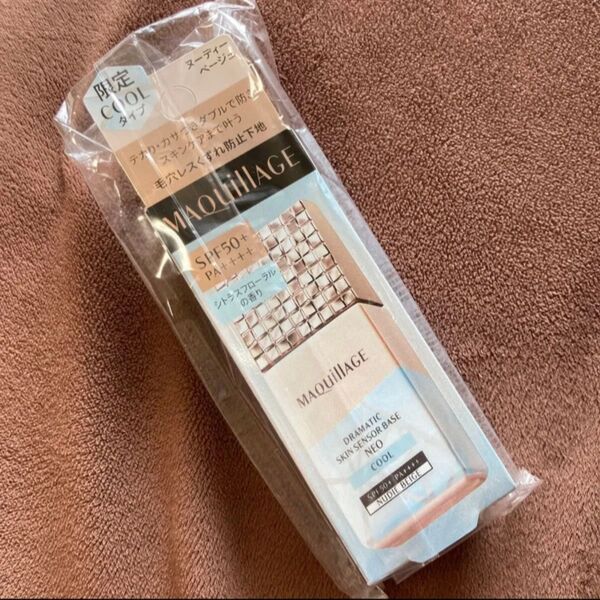 限定
COOL
タイプ
ヌーディー
ベージュ
テカリ・カサつきダブルで防ぎ
スキンケアまで叶う
毛穴レスくずれ防止下地
MAQuillAGE
SPF50+
PA++++
シトラスフローラル
の香り
MAQuillAGE
DRAMATIC
SKIN SENSOR BASE
NEO
COOL
SPF50+/PA++++
NUDIE BEIGE